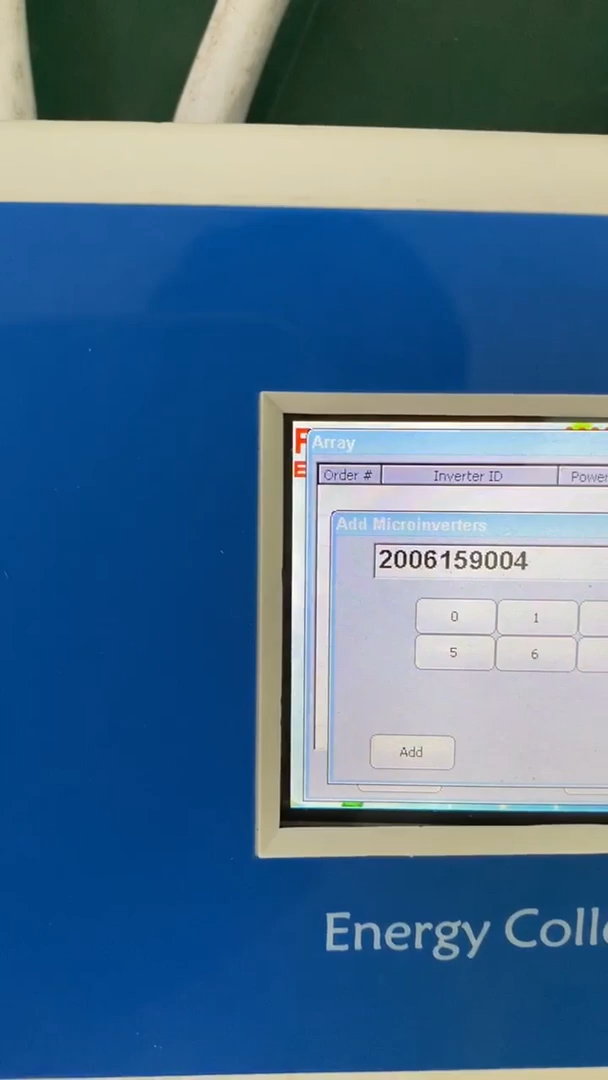 Array
Order # Inverter ID Power
Add Microinverters
2006159004
0 1
5 6
Add
Energy Colle